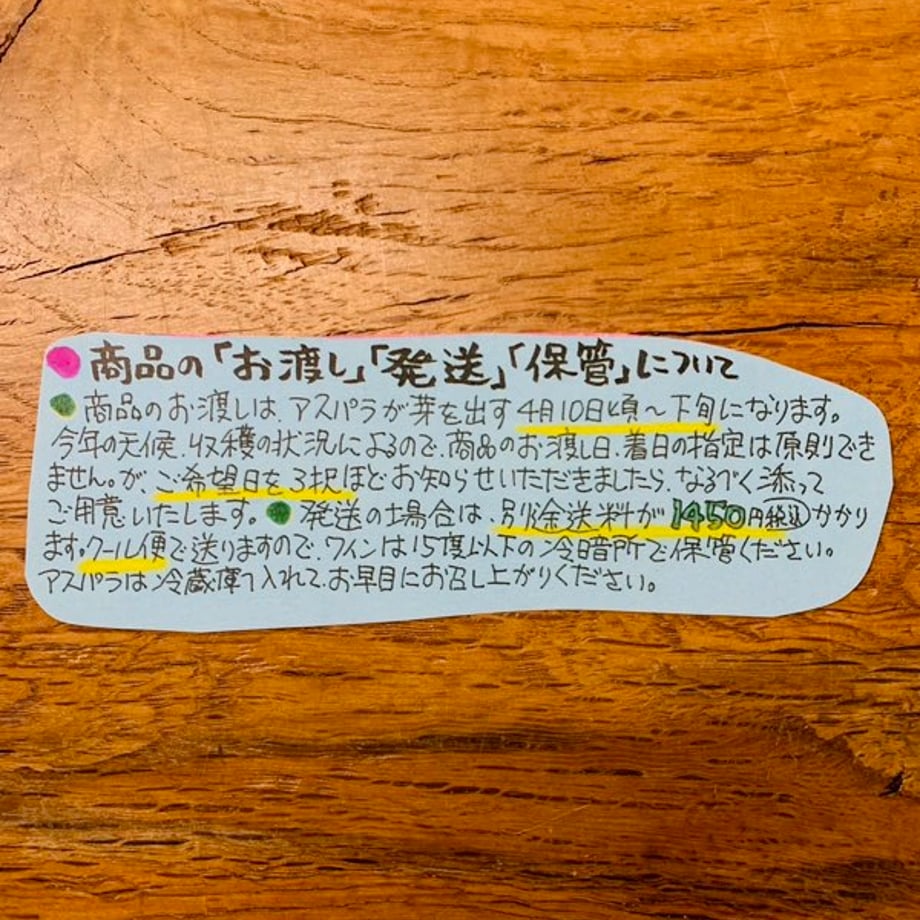 商品の「お渡し」「発送」「保管」について
商品のお渡しは、アスパラが芽を出す4月10日頃〜下旬になります。
今年の天候、収穫の状況によるので、商品のお渡し日、着日の指定は原則でき
ません。が、ご希望日を3択ほどお知らせいただきましたら、なるべく添って
ご用意いたします。発送の場合は、別途送料が1450円税込かかり
ます。クール便で送りますので、ワインは15度以下の冷暗所で保管ください。
アスパラは冷蔵庫へ入れて、お早目にお召し上がりください。